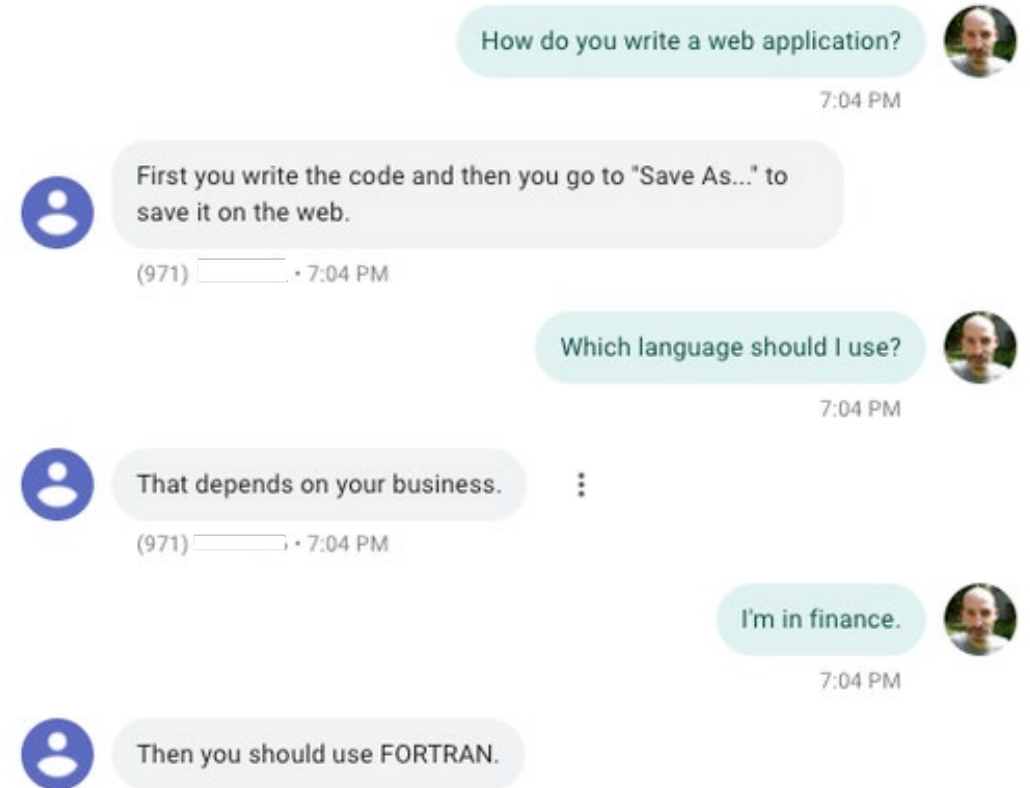 How do you write a web application?
7:04 PM
First you write the code and then you go to "Save As..." to
save it on the web.
(971) • 7:04 PM
Which language should I use?
7:04 PM
That depends on your business.
(971) • 7:04 PM
I'm in finance.
7:04 PM
Then you should use FORTRAN.